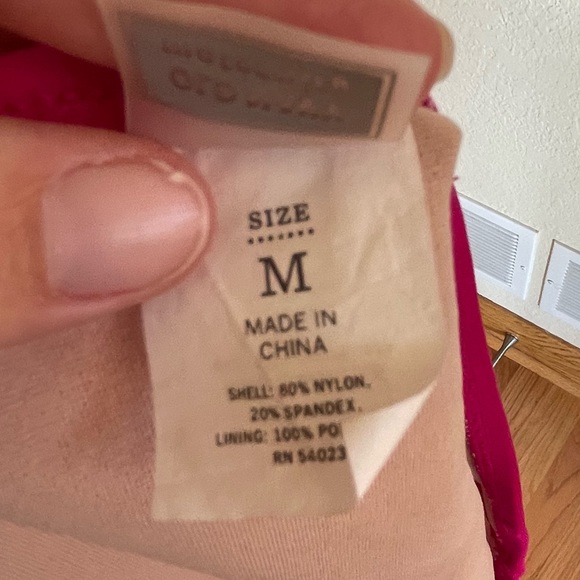 SIZE
M
MADE IN
CHINA
SHELL: 80% NYLON,
20% SPANDEX.
LINING: 100% PO
RN 54023